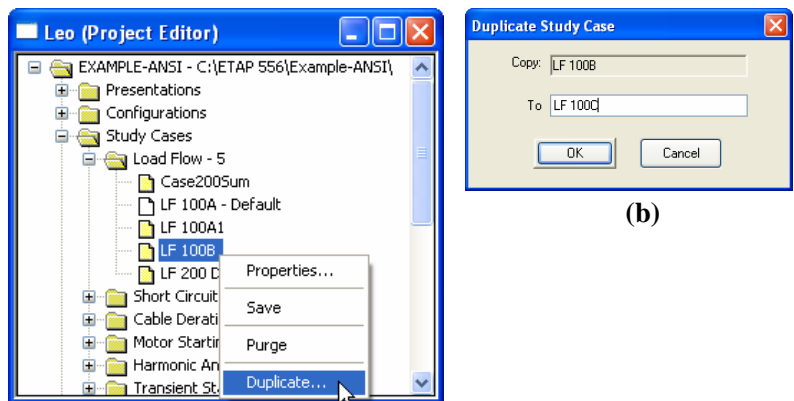 Leo (Project Editor)
EXAMPLE-ANSI - C:\ETAP 556\Example-ANSI\
Presentations
Configurations
Study Cases
Load Flow - 5
Case200Sum
LF 100A - Default
LF 100A1
LF 100B
LF 200 D
Short Circuit
Cable Derati
Motor Startin
Harmonic An
Transient St
Properties...
Save
Purge
Duplicate...
Duplicate Study Case
Copy: LF 100B
To LF 100C
OK Cancel
(b)